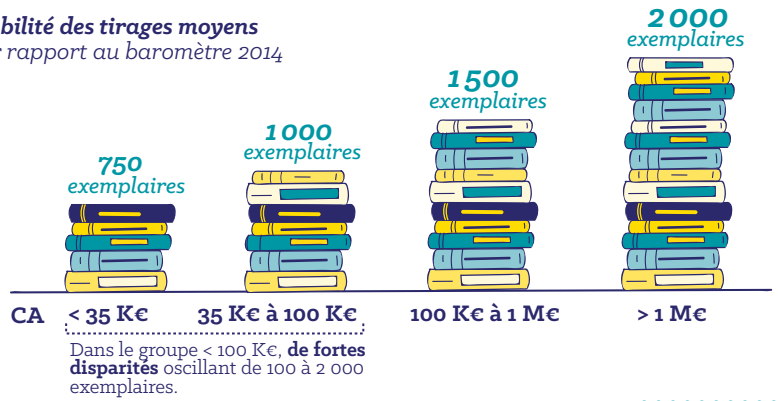 bilité des tirages moyens
rapport au baromètre 2014
750
exemplaires
1 000
exemplaires
1 500
exemplaires
2 000
exemplaires
CA < 35 K€ 35 K€ à 100 K€ 100 K€ à 1 M€ > 1 M€
Dans le groupe < 100 K€, de fortes
disparités oscillant de 100 à 2 000
exemplaires.